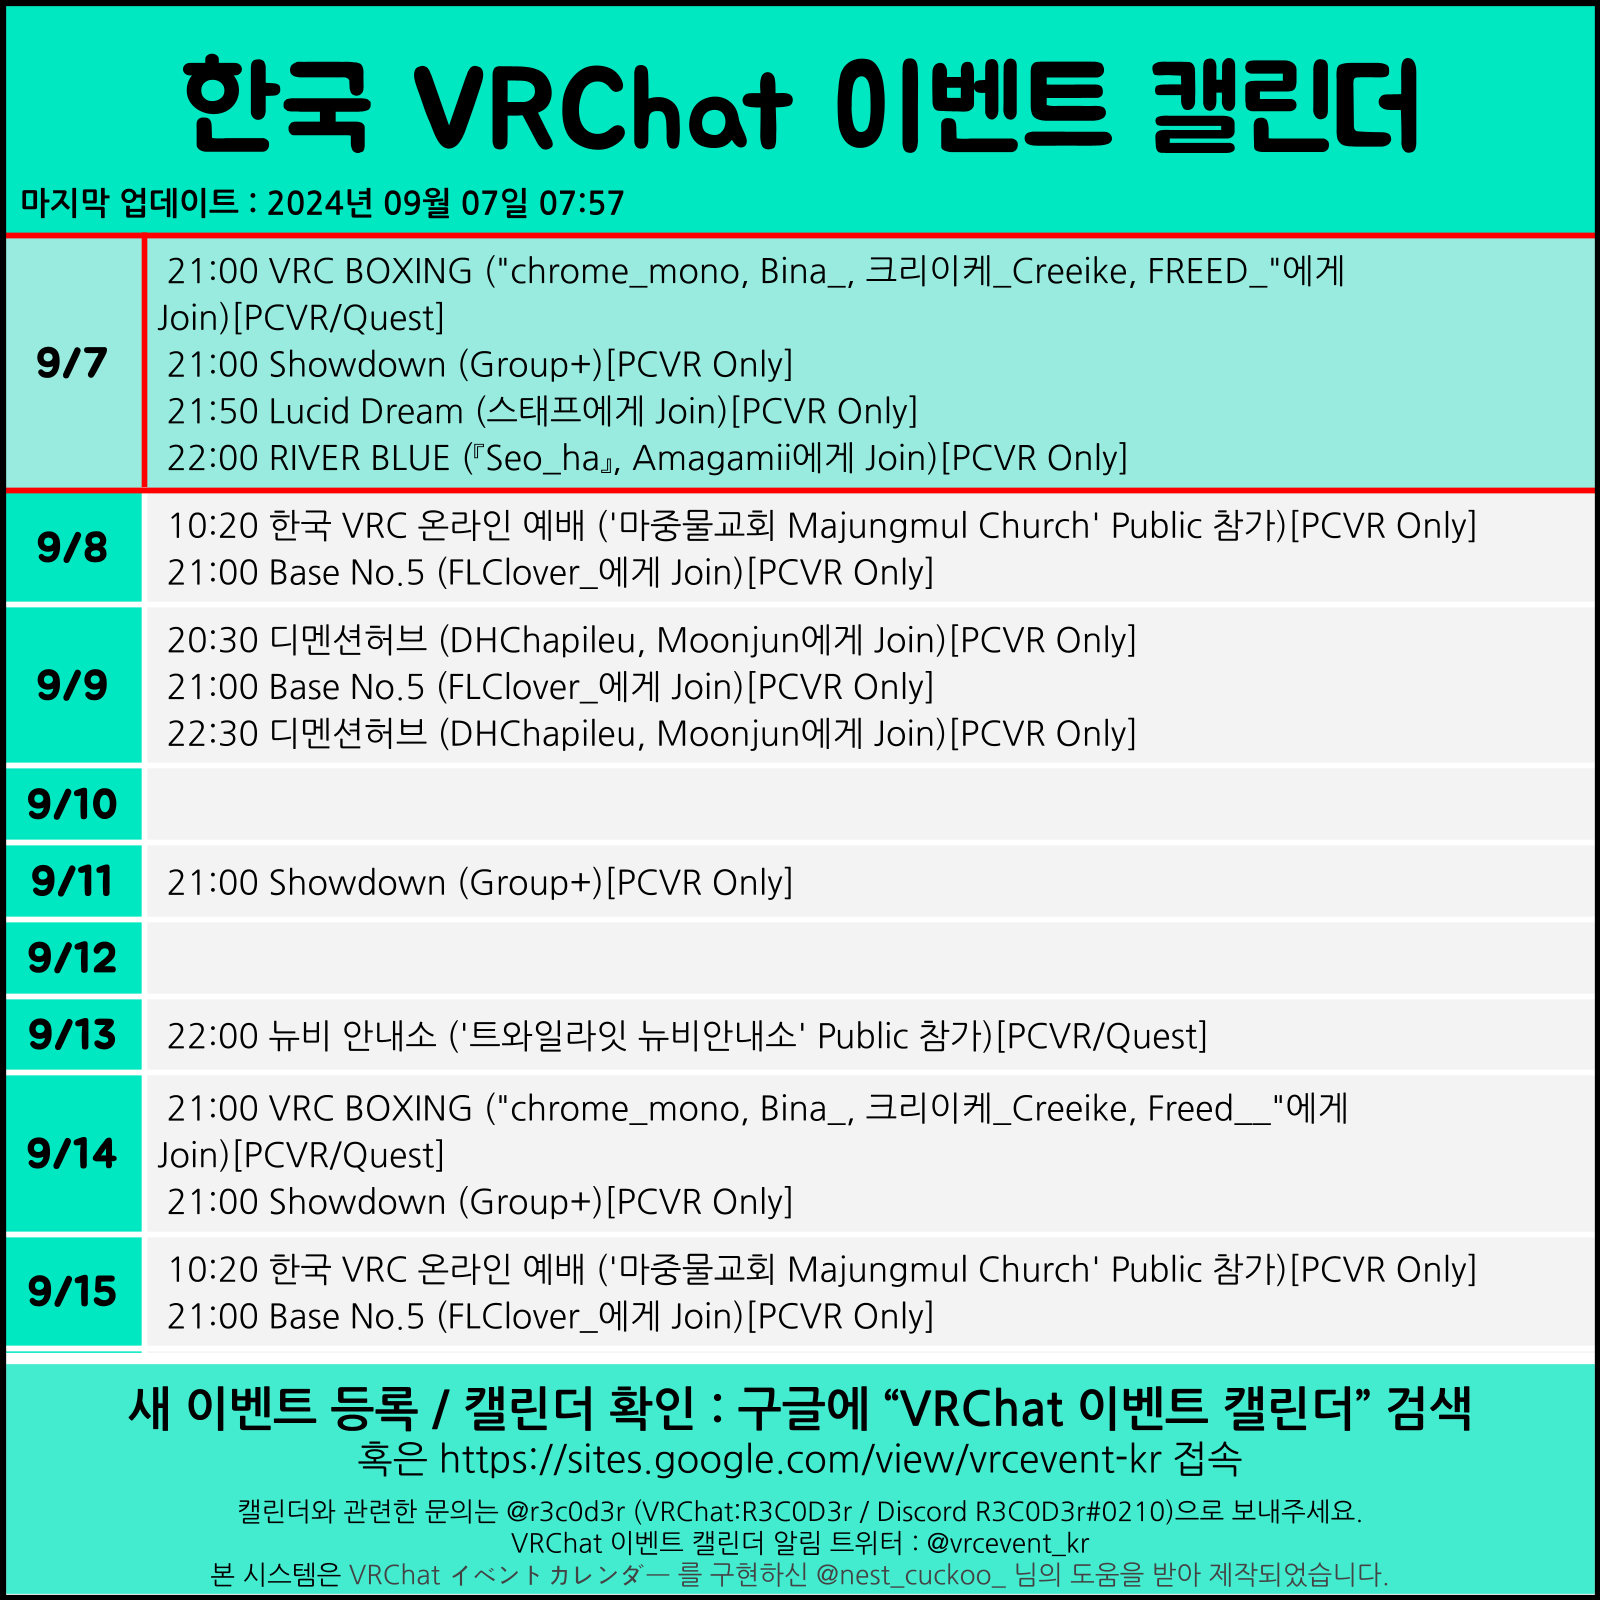 한국 VRChat 이벤트 캘린더
마지막 업데이트 : 2024년 09월 07일 07:57
9/7
21:00 VRC BOXING ("chrome_mono, Bina_, 크리이케_Creeike, FREED_"에게
Join)[PCVR/Quest]
21:00 Showdown (Group+)[PCVR Only]
21:50 Lucid Dream (스태프에게 Join)[PCVR Only]
22:00 RIVER BLUE (『Seo_ha』, Amagamii에게 Join)[PCVR Only]
9/8
10:20 한국 VRC 온라인 예배 ('마중물교회 Majungmul Church' Public 참가)[PCVR Only]
21:00 Base No.5 (FLClover_에게 Join)[PCVR Only]
9/9
20:30 디멘션허브 (DHChapileu, Moonjun에게 Join)[PCVR Only]
21:00 Base No.5 (FLClover_에게 Join)[PCVR Only]
22:30 디멘션허브 (DHChapileu, Moonjun에게 Join)[PCVR Only]
9/10
9/11
21:00 Showdown (Group+)[PCVR Only]
9/12
9/13
22:00 뉴비 안내소 ('트와일라잇 뉴비안내소' Public 참가)[PCVR/Quest]
9/14
21:00 VRC BOXING ("chrome_mono, Bina_, 크리이케_Creeike, Freed__"에게
Join)[PCVR/Quest]
21:00 Showdown (Group+)[PCVR Only]
9/15
10:20 한국 VRC 온라인 예배 ('마중물교회 Majungmul Church' Public 참가)[PCVR Only]
21:00 Base No.5 (FLClover_에게 Join)[PCVR Only]
새 이벤트 등록 / 캘린더 확인 : 구글에 “VRChat 이벤트 캘린더” 검색
혹은 https://sites.google.com/view/vrcevent-kr 접속
캘린더와 관련한 문의는 @r3c0d3r (VRChat:R3C0D3r / Discord R3C0D3r#0210)으로 보내주세요.
VRChat 이벤트 캘린더 알림 트위터 : @vrcevent_kr
본 시스템은 VRChat イベントカレンダー 를 구현하신 @nest_cuckoo_ 님의 도움을 받아 제작되었습니다.